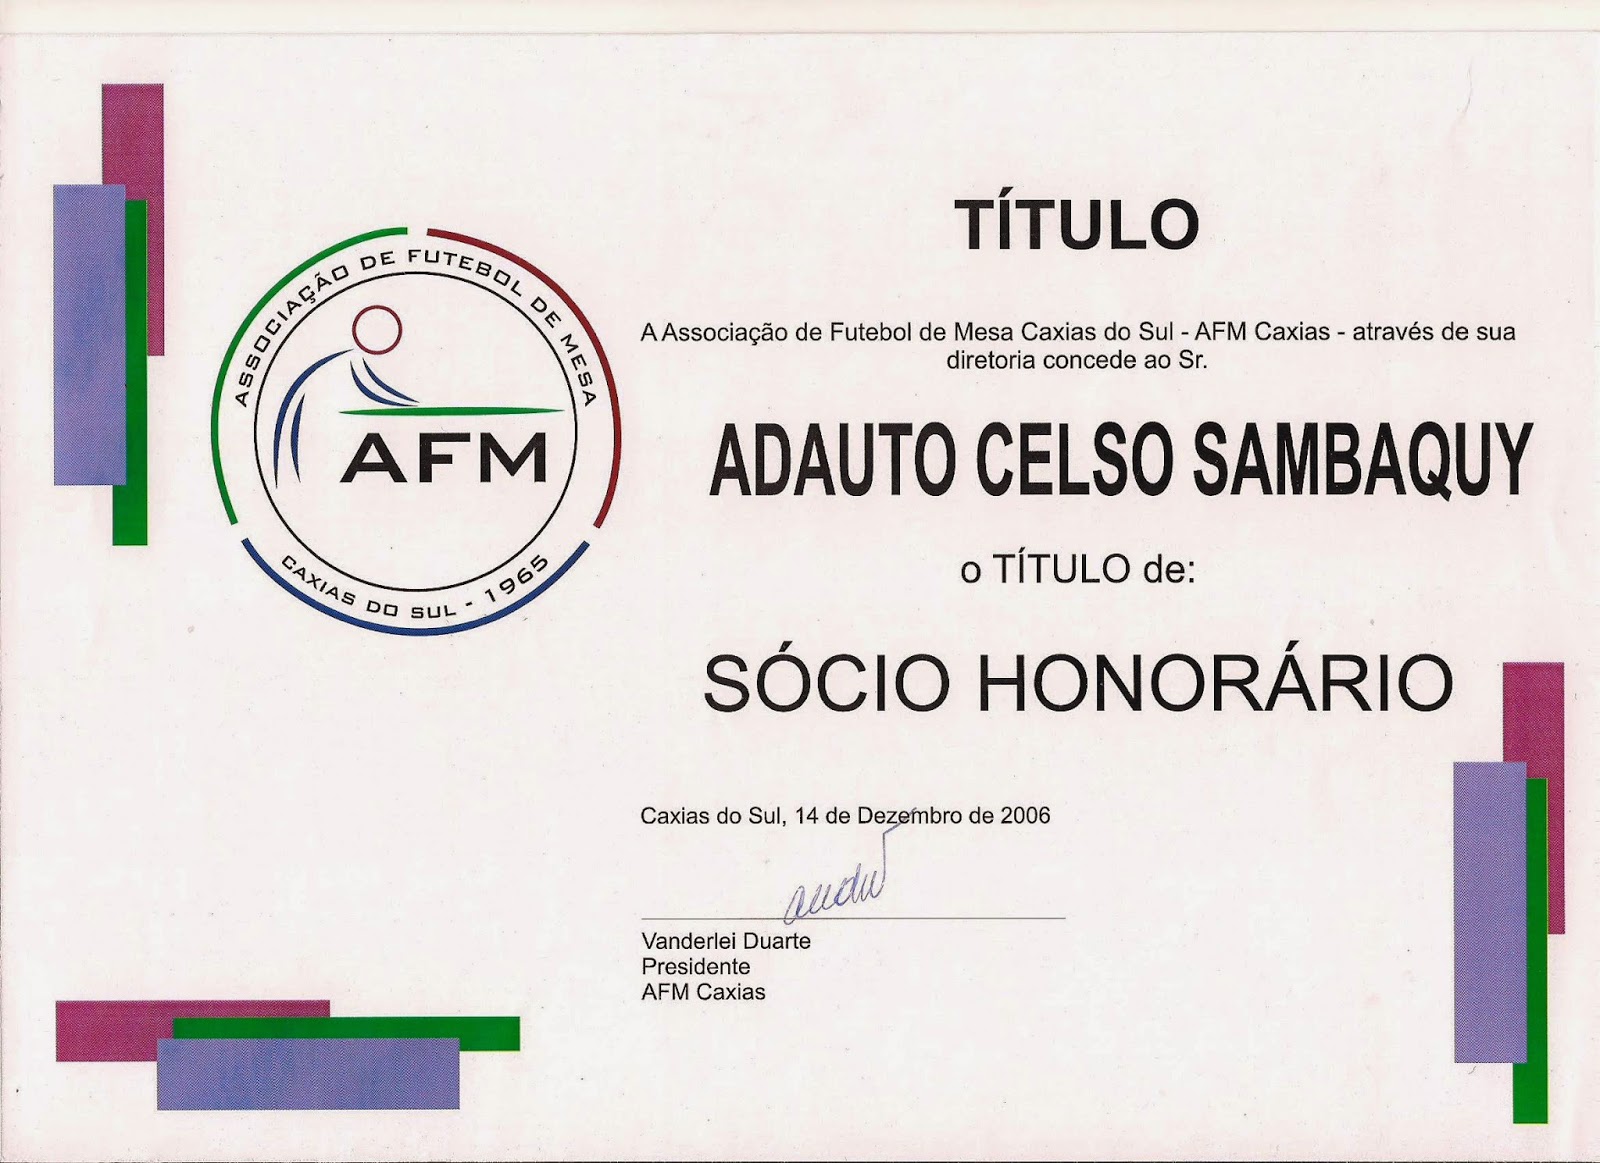 TÍTULO
A Associação de Futebol de Mesa Caxias do Sul - AFM Caxias - através de sua
diretoria concede ao Sr.
ADAUTO CELSO SAMBAQUY
o TÍTULO de:
SÓCIO HONORÁRIO
ASSOCIAÇÃO DE FUTEBOL DE MESA
AFM
CAXIAS DO SUL - 1965
Caxias do Sul, 14 de Dezembro de 2006
Vanderlei Duarte
Presidente
AFM Caxias